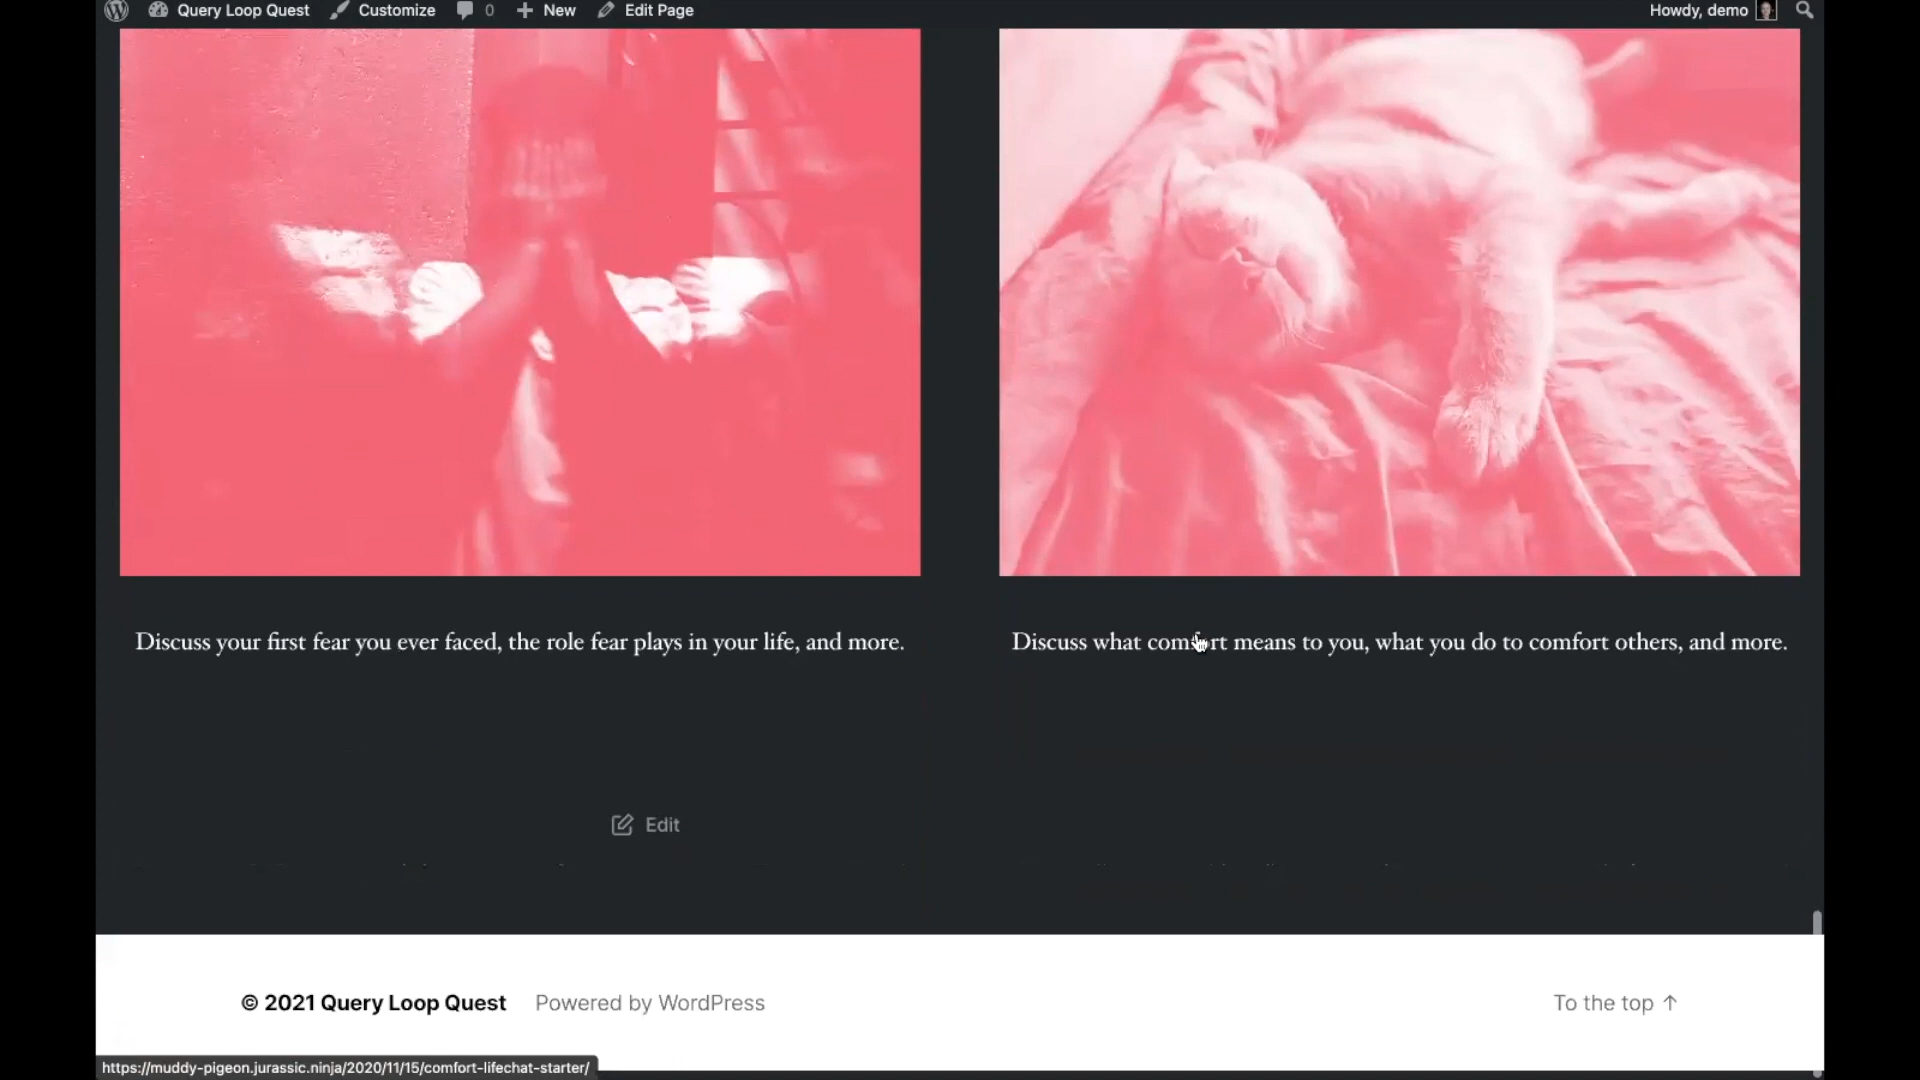 Query Loop Quest Customize 0 New Edit Page Howdy, demo
Discuss your first fear you ever faced, the role fear plays in your life, and more.
Discuss what comfort means to you, what you do to comfort others, and more.
Edit
© 2021 Query Loop Quest Powered by WordPress To the top ↑
https://muddy-pigeon.jurassic.ninja/2020/11/15/comfort-lifechat-starter/